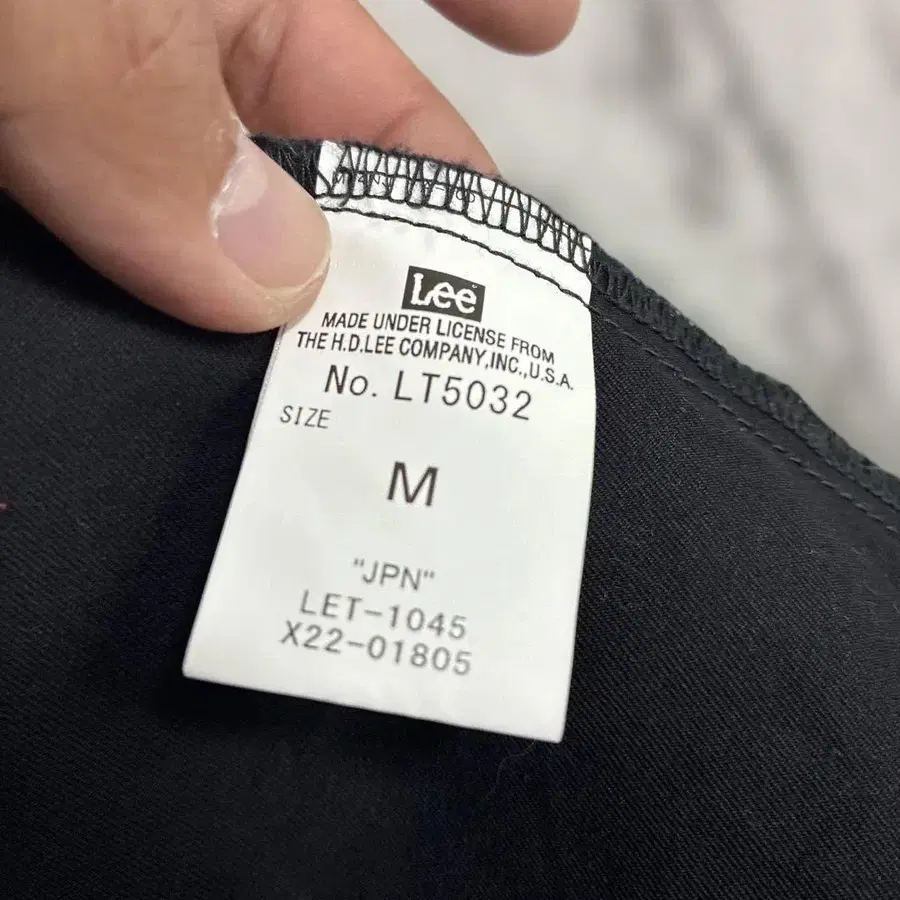 Lee
MADE UNDER LICENSE FROM
THE H.D.LEE COMPANY,INC.,U.S.A.
No. LT5032
SIZE
M
"JPN"
LET-1045
X22-01805